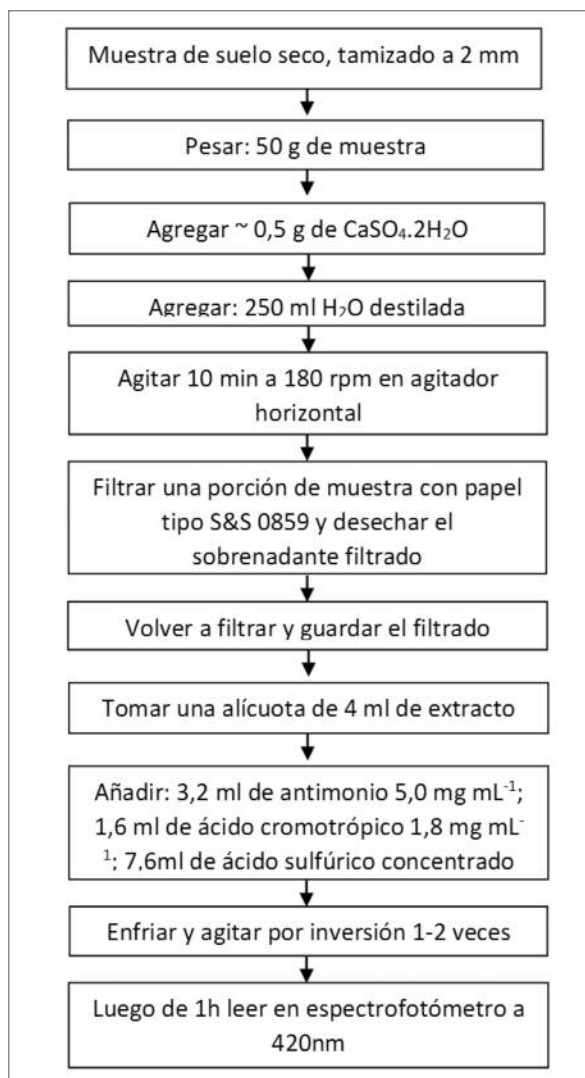 Muestra de suelo seco, tamizado a 2 mm
Pesar: 50 g de muestra
Agregar ~ 0,5 g de CaSO₄.2H₂O
Agregar: 250 ml H₂O destilada
Agitar 10 min a 180 rpm en agitador
horizontal
Filtrar una porción de muestra con papel
tipo S&S 0859 y desechar el
sobrenadante filtrado
Volver a filtrar y guardar el filtrado
Tomar una alícuota de 4 ml de extracto
Añadir: 3,2 ml de antimonio 5,0 mg mL⁻¹;
1,6 ml de ácido cromotrópico 1,8 mg mL⁻
¹; 7,6ml de ácido sulfúrico concentrado
Enfriar y agitar por inversión 1-2 veces
Luego de 1h leer en espectrofotómetro a
420nm